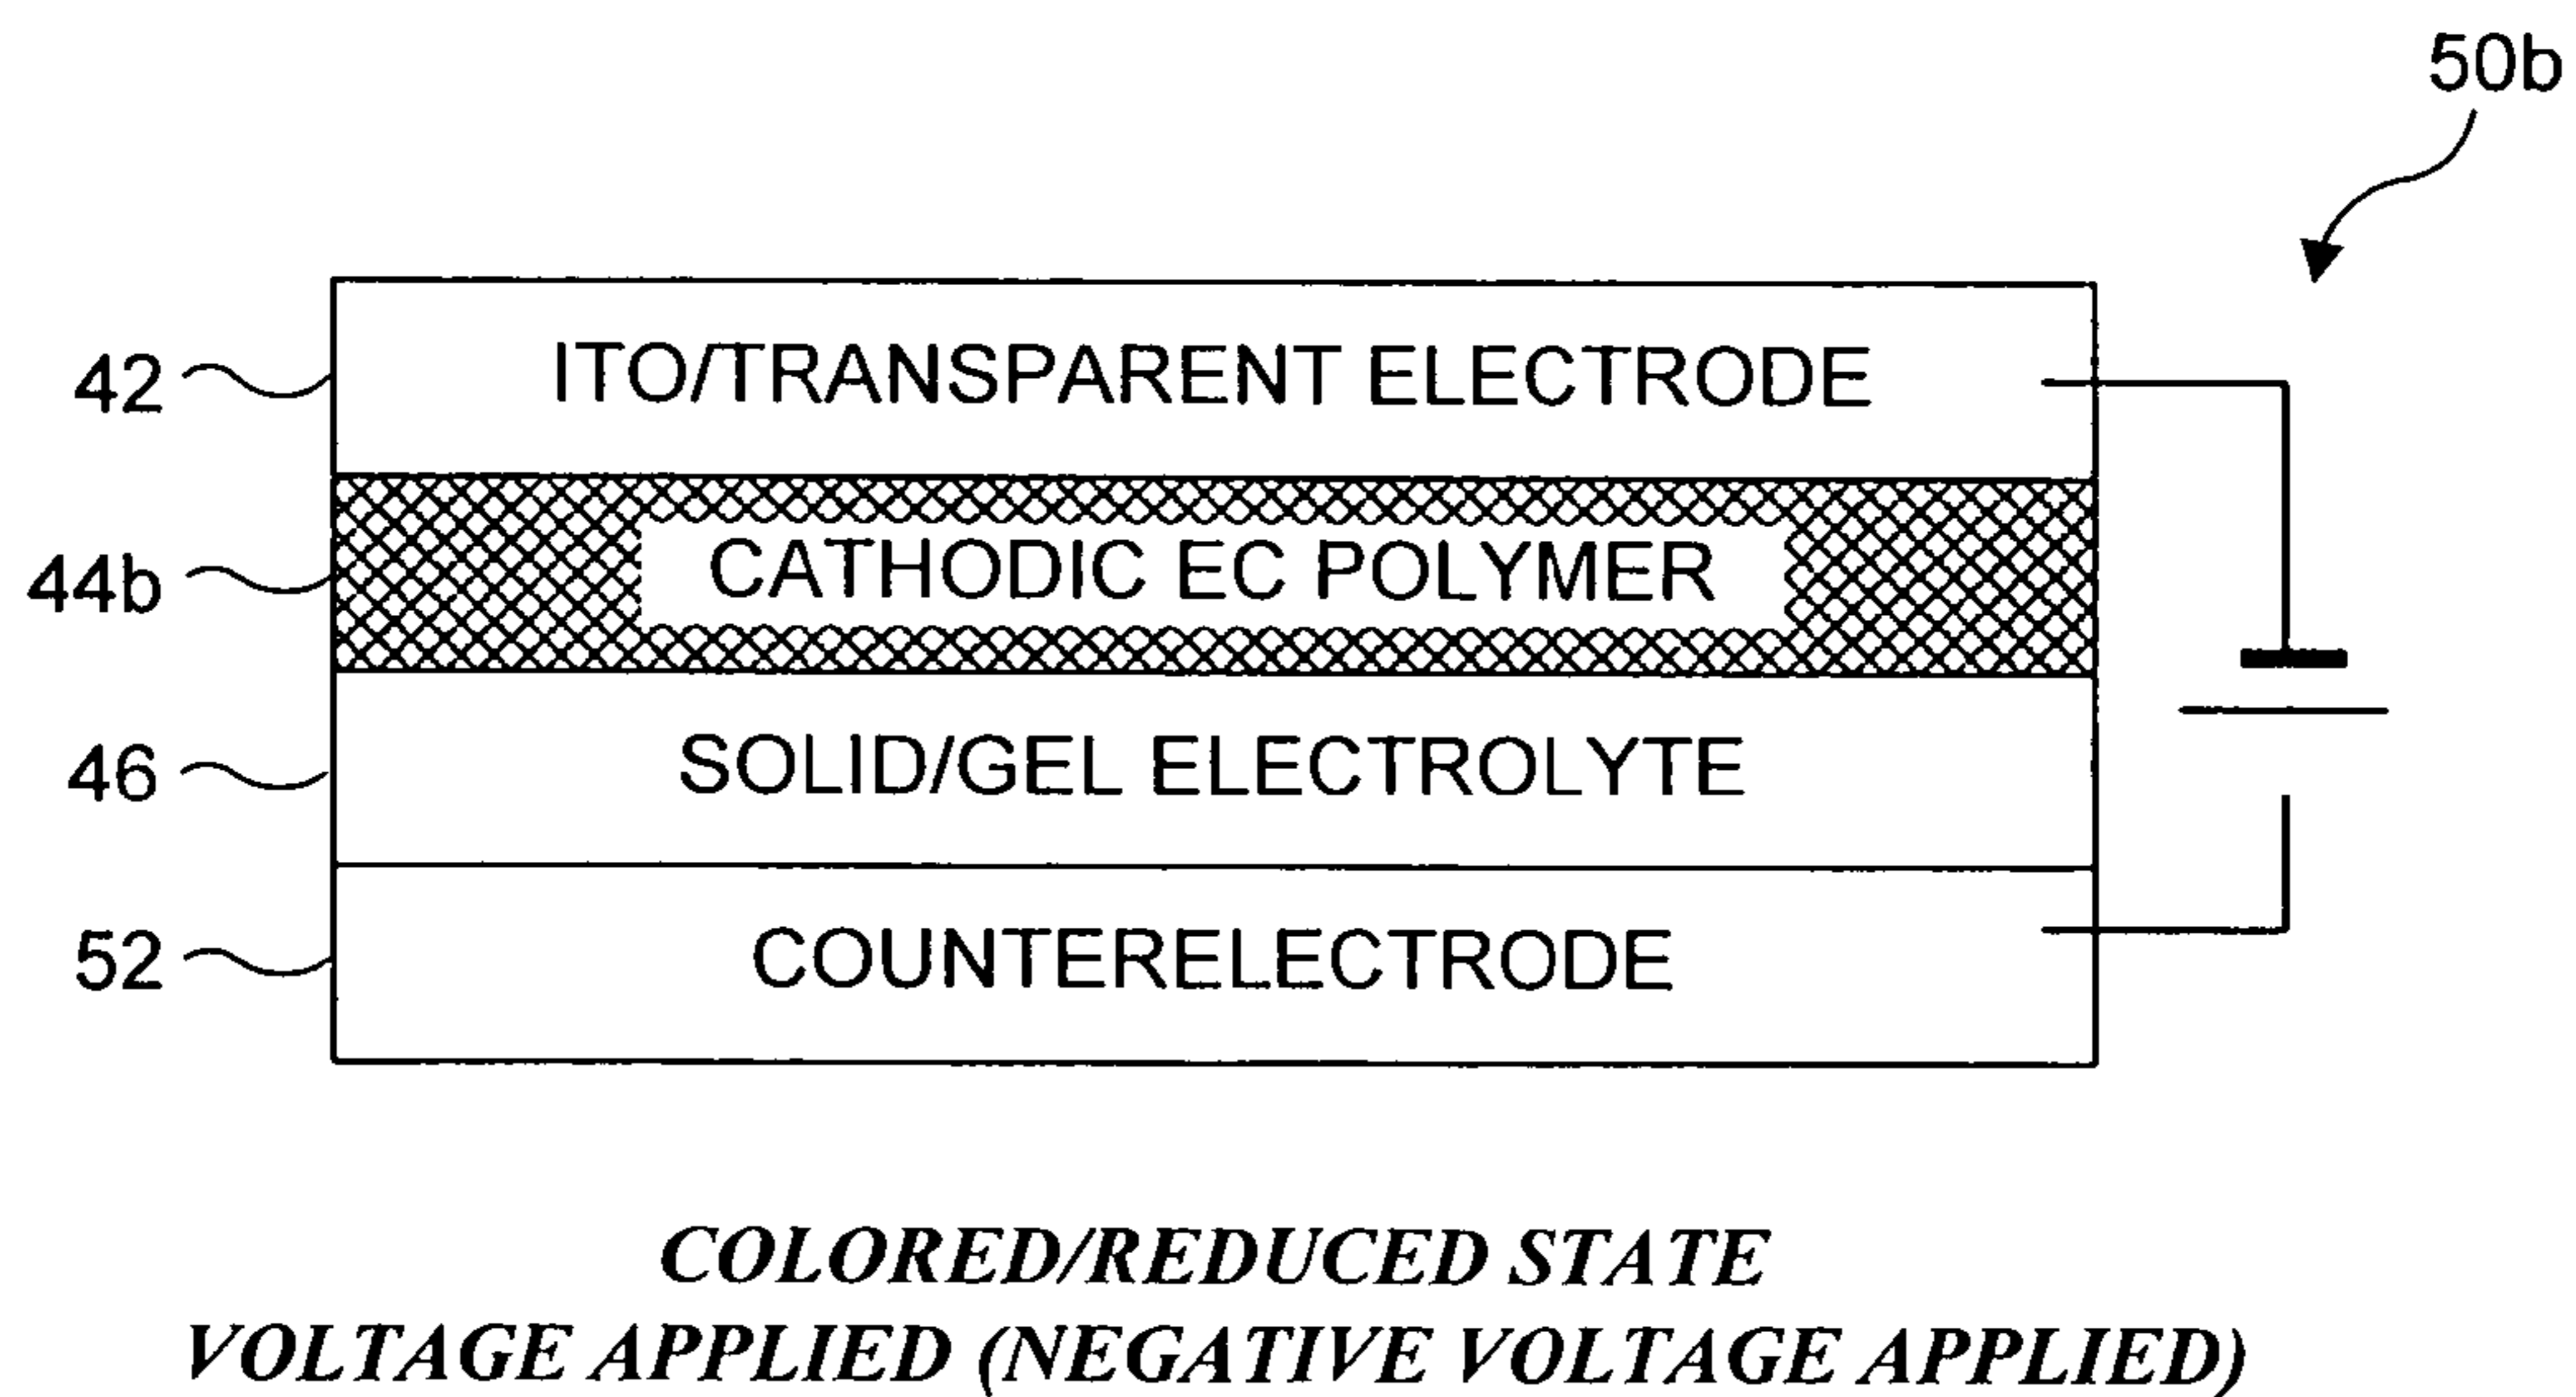 50b
42
ITO/TRANSPARENT ELECTRODE
44b
CATHODIC EC POLYMER
46
SOLID/GEL ELECTROLYTE
52
COUNTERELECTRODE
COLORED/REDUCED STATE
VOLTAGE APPLIED (NEGATIVE VOLTAGE APPLIED)